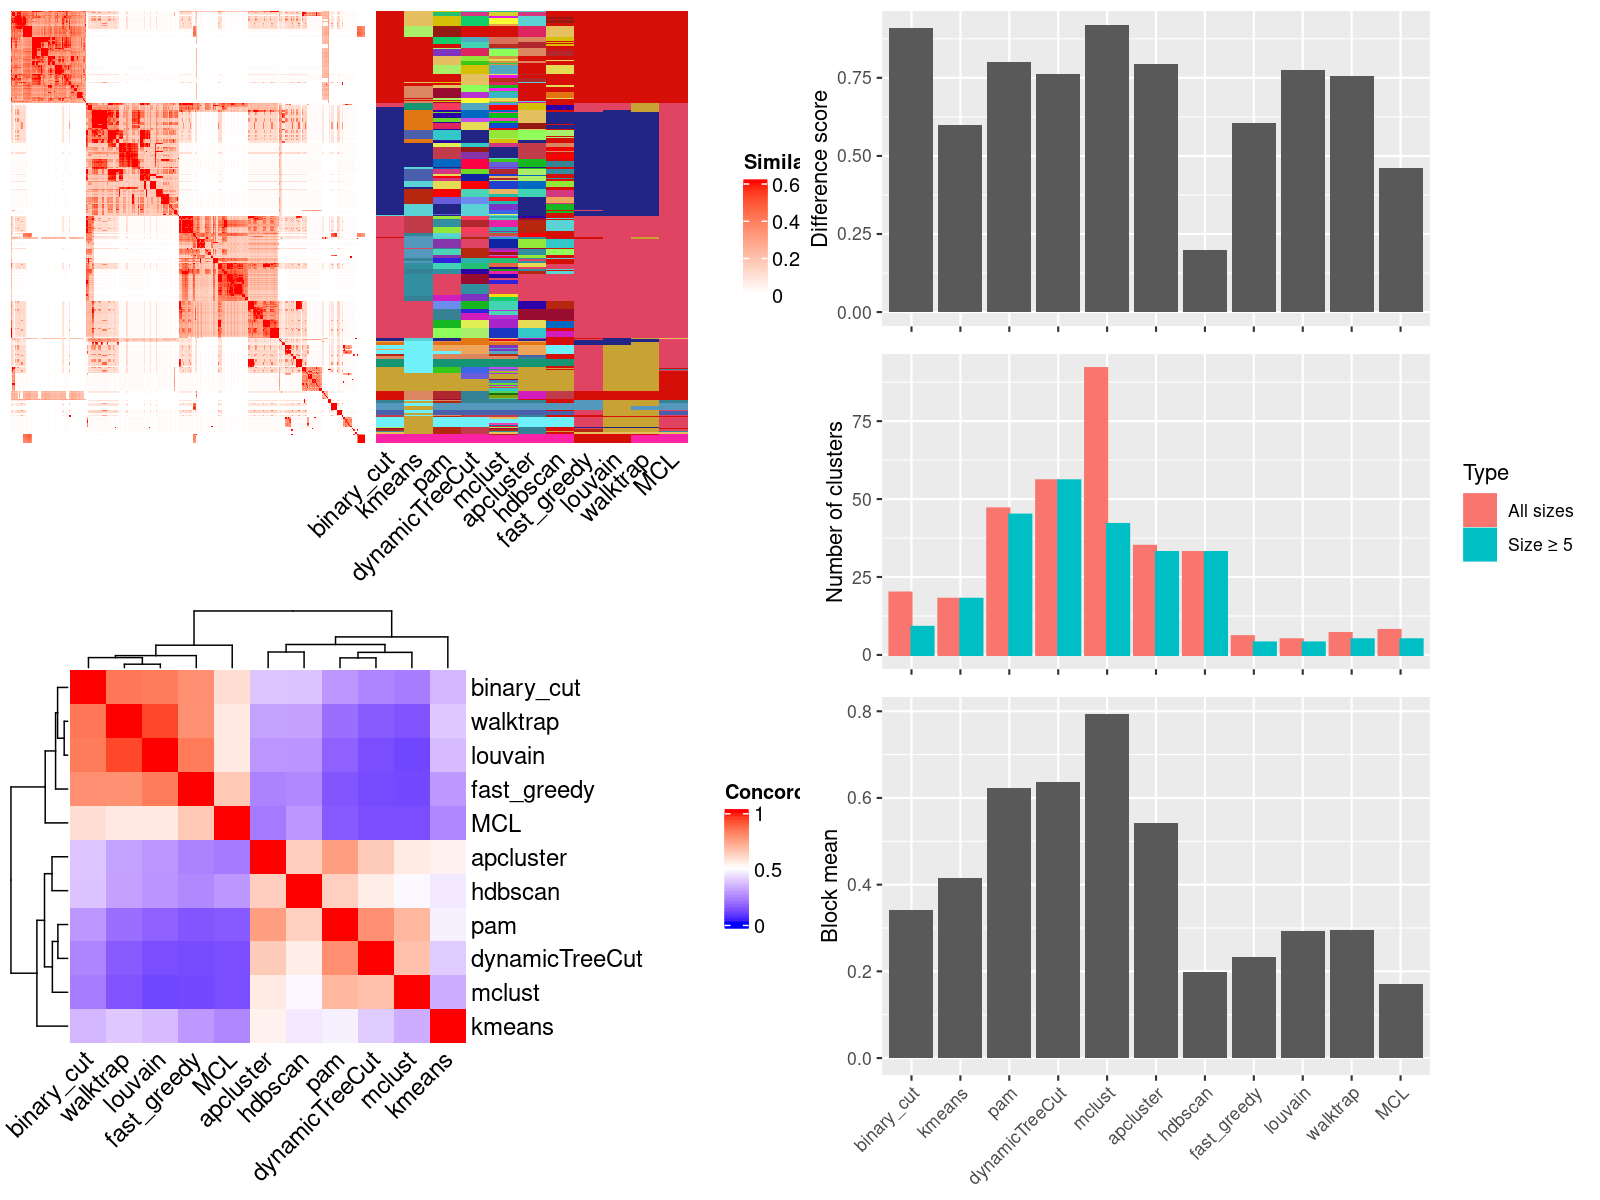 Simila
0.6
0.4
0.2
0
binary_cut
kmeans
pam
dynamicTreeCut
mclust
apcluster
hdbscan
fast_greedy
louvain
walktrap
MCL
binary_cut
walktrap
louvain
fast_greedy
MCL
apcluster
hdbscan
pam
dynamicTreeCut
mclust
kmeans
binary_cut
walktrap
louvain
fast_greedy
MCL
apcluster
hdbscan
pam
dynamicTreeCut
mclust
kmeans
Concord
1
0.5
0
Difference score
0.75
0.50
0.25
0.00
Number of clusters
75
50
25
0
Type
All sizes
Size ≥ 5
Block mean
0.8
0.6
0.4
0.2
0.0
binary_cut
kmeans
pam
dynamicTreeCut
mclust
apcluster
hdbscan
fast_greedy
louvain
walktrap
MCL